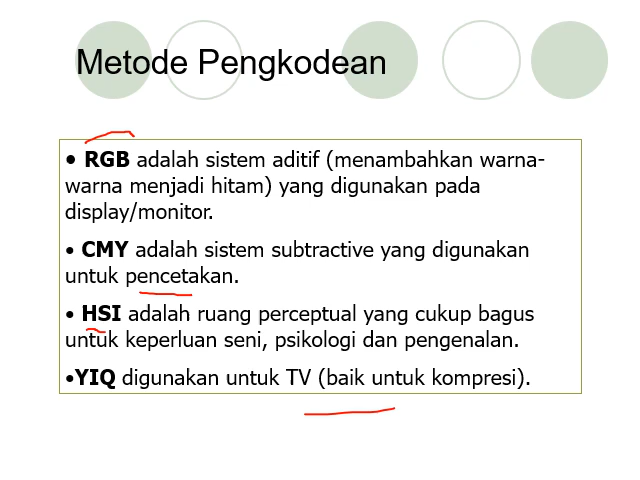 Metode Pengkodean
• RGB adalah sistem aditif (menambahkan warna-
warna menjadi hitam) yang digunakan pada
display/monitor.
• CMY adalah sistem subtractive yang digunakan
untuk pencetakan.
• HSI adalah ruang perceptual yang cukup bagus
untuk keperluan seni, psikologi dan pengenalan.
•YIQ digunakan untuk TV (baik untuk kompresi).